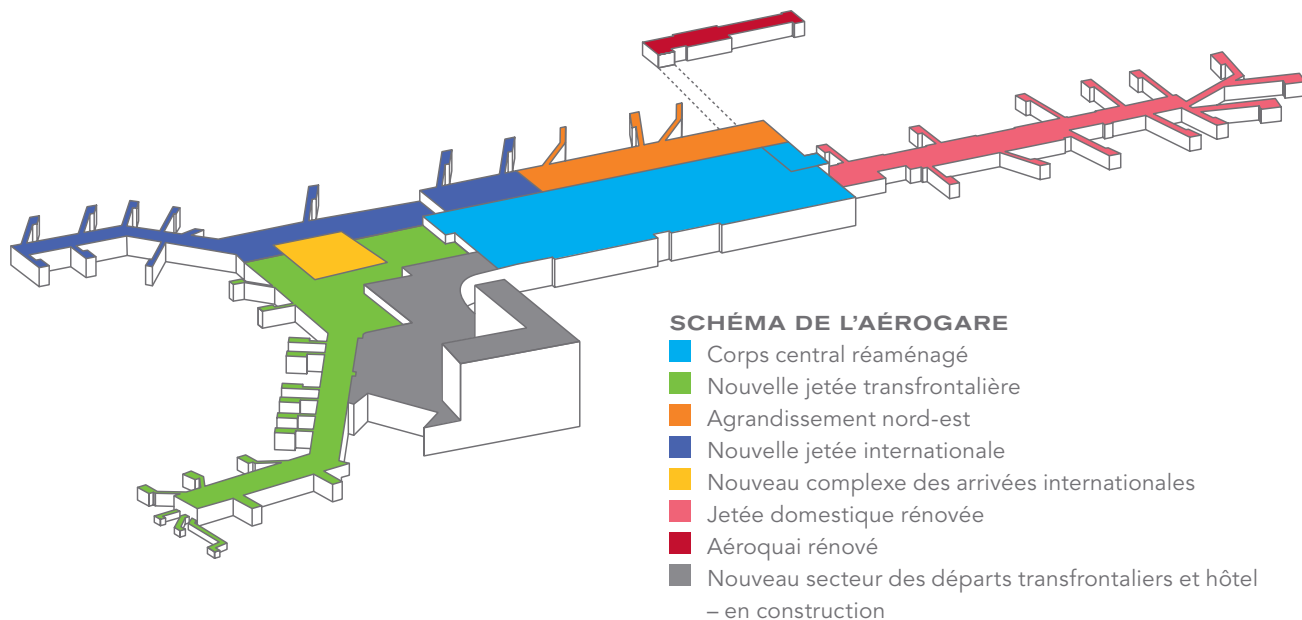 SCHÉMA DE L'AÉROGARE
Corps central réaménagé
Nouvelle jetée transfrontalière
Agrandissement nord-est
Nouvelle jetée internationale
Nouveau complexe des arrivées internationales
Jetée domestique rénovée
Aéroquai rénové
Nouveau secteur des départs transfrontaliers et hôtel
– en construction